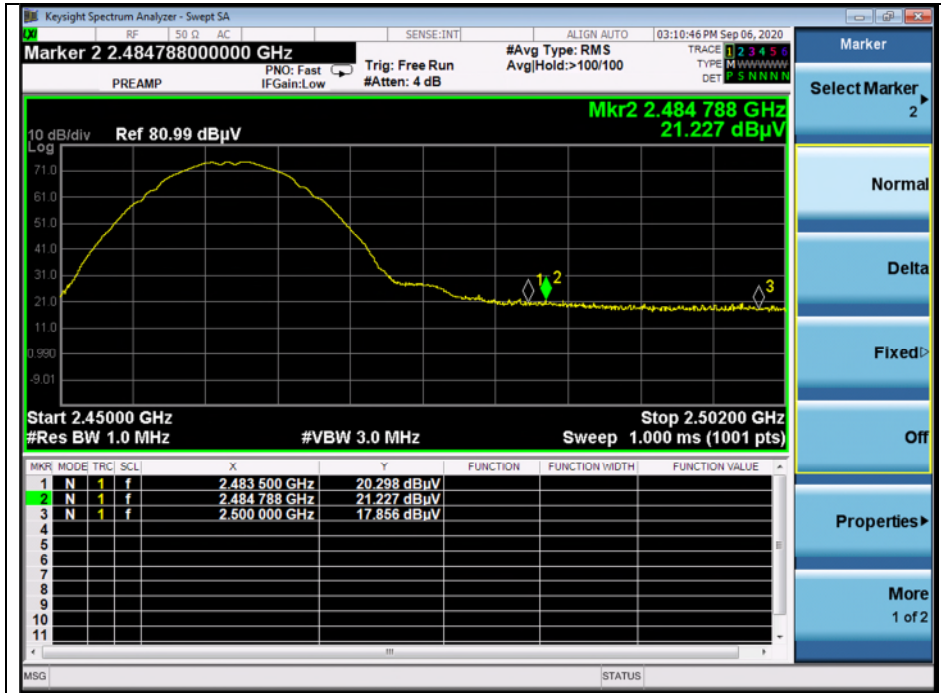 Keysight Spectrum Analyzer - Swept SA
LXI RF 50 Ω AC SENSE:INT ALIGN AUTO 03:10:46 PM Sep 06, 2020
Marker 2 2.484788000000 GHz #Avg Type: RMS TRACE 1 2 3 4 5 6
PNO: Fast Trig: Free Run Avg|Hold:>100/100 TYPE M WWWWW
PREAMP IFGain:Low #Atten: 4 dB DET P S N N N N
Mkr2 2.484 788 GHz
10 dB/div Ref 80.99 dBµV 21.227 dBµV
Log
71.0
61.0
51.0
41.0
31.0
21.0
11.0
0.990
-9.01
1 2 3
Start 2.45000 GHz Stop 2.50200 GHz
#Res BW 1.0 MHz #VBW 3.0 MHz Sweep 1.000 ms (1001 pts)
MKR MODE TRC SCL X Y FUNCTION FUNCTION WIDTH FUNCTION VALUE
1 N 1 f 2.483 500 GHz 20.298 dBµV
2 N 1 f 2.484 788 GHz 21.227 dBµV
3 N 1 f 2.500 000 GHz 17.856 dBµV
4
5
6
7
8
9
10
11
MSG STATUS
Marker
Select Marker
2
Normal
Delta
Fixed
Off
Properties
More
1 of 2